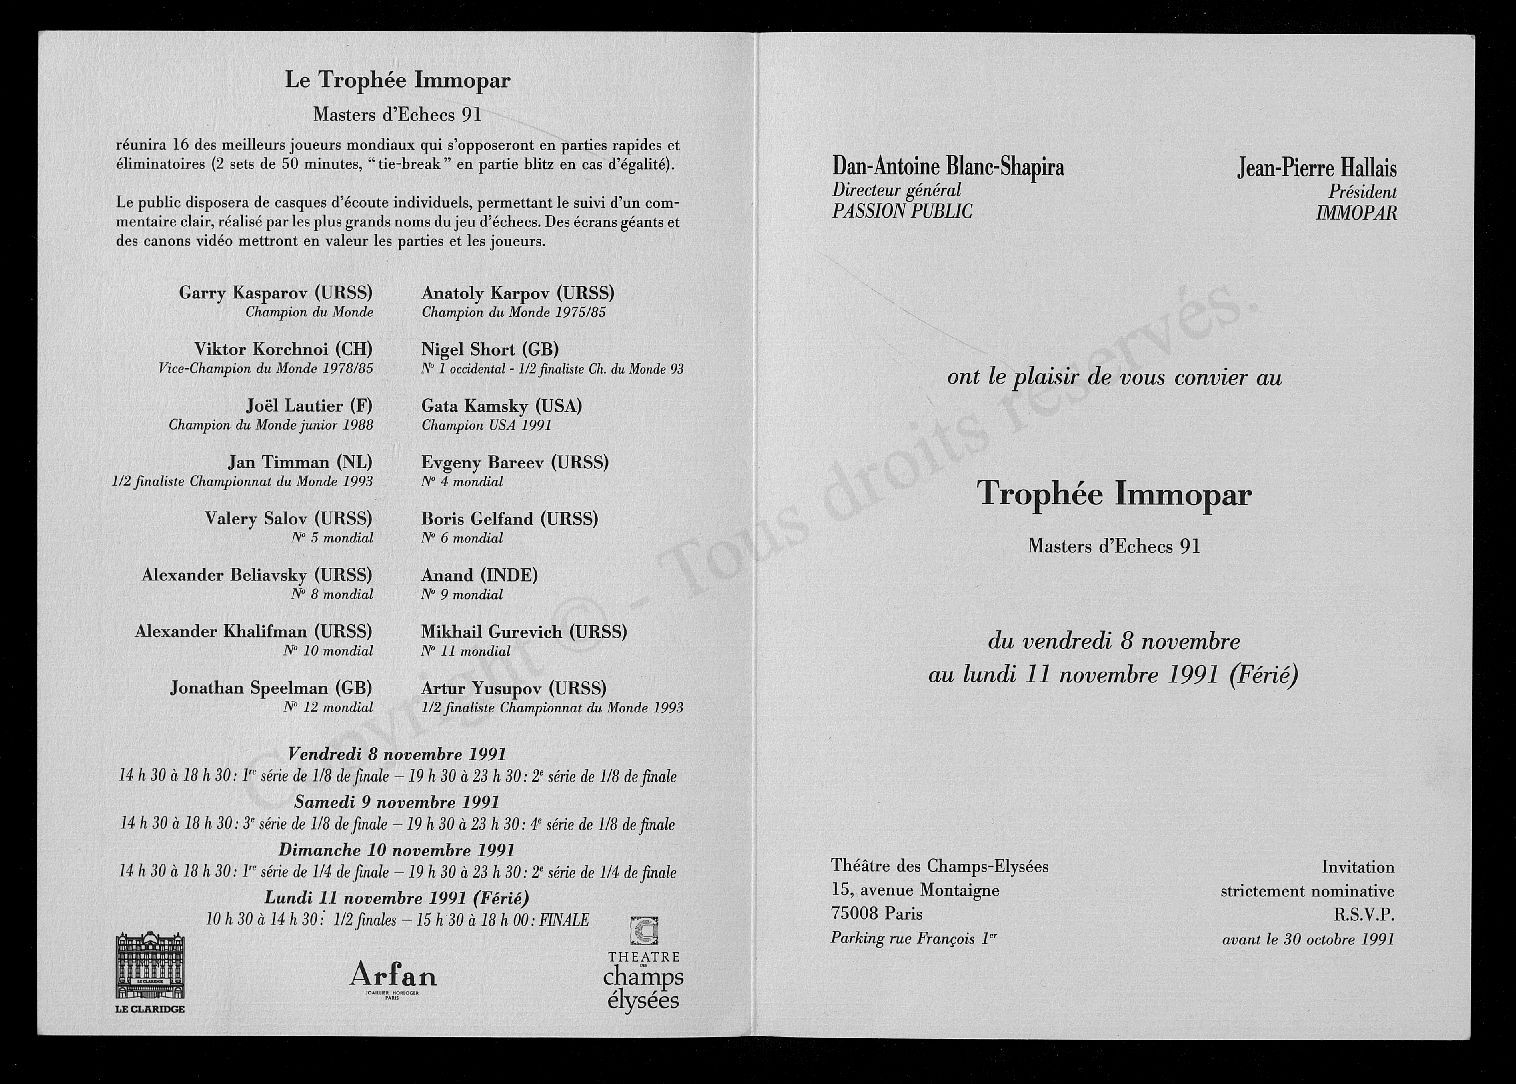 Le Trophée Immopar
Masters d'Echecs 91
réunira 16 des meilleurs joueurs mondiaux qui s'opposeront en parties rapides et
éliminatoires (2 sets de 50 minutes, "tie-break" en partie blitz en cas d'égalité).
Le public disposera de casques d'écoute individuels, permettant le suivi d'un com-
mentaire clair, réalisé par les plus grands noms du jeu d'échecs. Des écrans géants et
des canons vidéo mettront en valeur les parties et les joueurs.
Garry Kasparov (URSS)
Champion du Monde
Anatoly Karpov (URSS)
Champion du Monde 1975/85
Viktor Korchnoi (CH)
Vice-Champion du Monde 1978/85
Nigel Short (GB)
N° 1 occidental - 1/2 finaliste Ch. du Monde 93
Joël Lautier (F)
Champion du Monde junior 1988
Gata Kamsky (USA)
Champion USA 1991
Jan Timman (NL)
1/2 finaliste Championnat du Monde 1993
Evgeny Bareev (URSS)
N° 4 mondial
Valery Salov (URSS)
N° 5 mondial
Boris Gelfand (URSS)
N° 6 mondial
Alexander Beliavsky (URSS)
N° 8 mondial
Anand (INDE)
N° 9 mondial
Alexander Khalifman (URSS)
N° 10 mondial
Mikhail Gurevich (URSS)
N° 11 mondial
Jonathan Speelman (GB)
N° 12 mondial
Artur Yusupov (URSS)
1/2 finaliste Championnat du Monde 1993
Vendredi 8 novembre 1991
14 h 30 à 18 h 30 : 1re série de 1/8 de finale – 19 h 30 à 23 h 30 : 2e série de 1/8 de finale
Samedi 9 novembre 1991
14 h 30 à 18 h 30 : 3e série de 1/8 de finale – 19 h 30 à 23 h 30 : 4e série de 1/8 de finale
Dimanche 10 novembre 1991
14 h 30 à 18 h 30 : 1re série de 1/4 de finale – 19 h 30 à 23 h 30 : 2e série de 1/4 de finale
Lundi 11 novembre 1991 (Férié)
10 h 30 à 14 h 30 : 1/2 finales – 15 h 30 à 18 h 00 : FINALE
LE CLARIDGE
LE CLARIDGE
Arfan
JOAILLIER HORLOGER
PARIS
THEATRE
DES
champs
élysées
Dan-Antoine Blanc-Shapira
Directeur général
PASSION PUBLIC
Jean-Pierre Hallais
Président
IMMOPAR
ont le plaisir de vous convier au
Trophée Immopar
Masters d'Echecs 91
du vendredi 8 novembre
au lundi 11 novembre 1991 (Férié)
Théâtre des Champs-Elysées
15, avenue Montaigne
75008 Paris
Parking rue François 1er
Invitation
strictement nominative
R.S.V.P.
avant le 30 octobre 1991
Copyright © - Tous droits réservés.